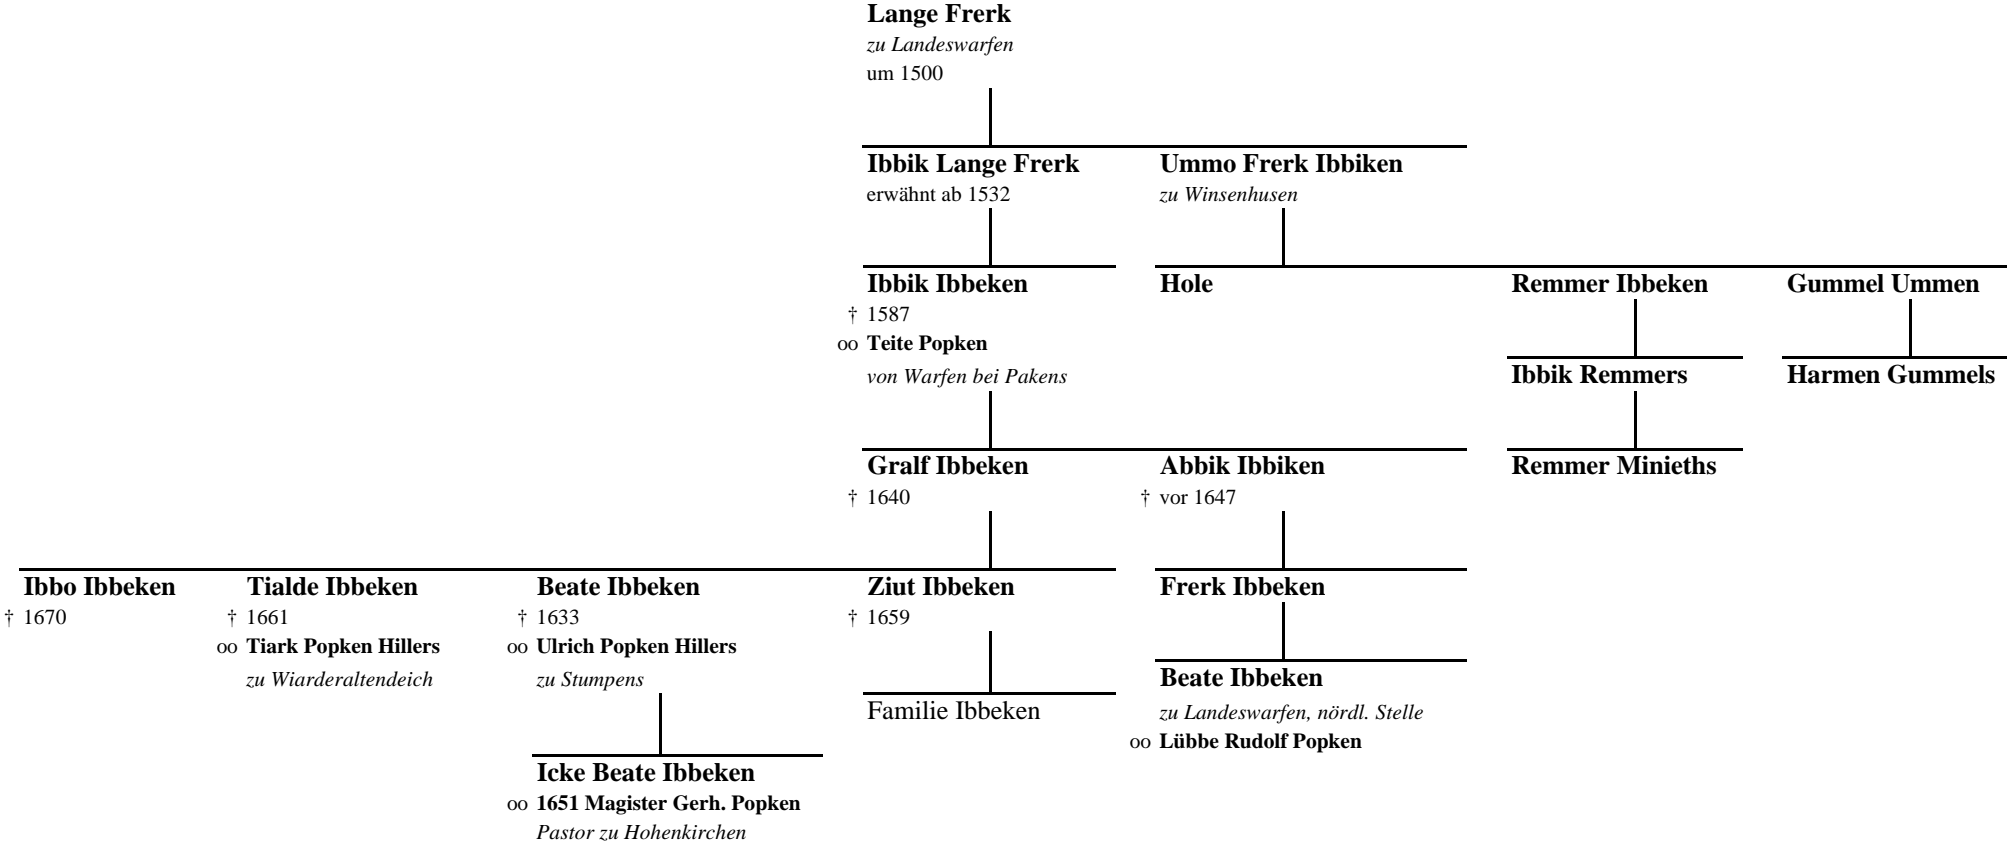 Lange Frerk
zu Landeswarfen
um 1500
Ibbik Lange Frerk
erwähnt ab 1532
Ummo Frerk Ibbiken
zu Winsenhusen
Ibbik Ibbeken
† 1587
oo Teite Popken
von Warfen bei Pakens
Hole
Remmer Ibbeken
Gummel Ummen
Ibbik Remmers
Harmen Gummels
Gralf Ibbeken
† 1640
Abbik Ibbiken
† vor 1647
Remmer Minieths
Ibbo Ibbeken
† 1670
Tialde Ibbeken
† 1661
oo Tiark Popken Hillers
zu Wiarderaltendeich
Beate Ibbeken
† 1633
oo Ulrich Popken Hillers
zu Stumpens
Ziut Ibbeken
† 1659
Frerk Ibbeken
Familie Ibbeken
Beate Ibbeken
zu Landeswarfen, nördl. Stelle
oo Lübbe Rudolf Popken
Icke Beate Ibbeken
oo 1651 Magister Gerh. Popken
Pastor zu Hohenkirchen